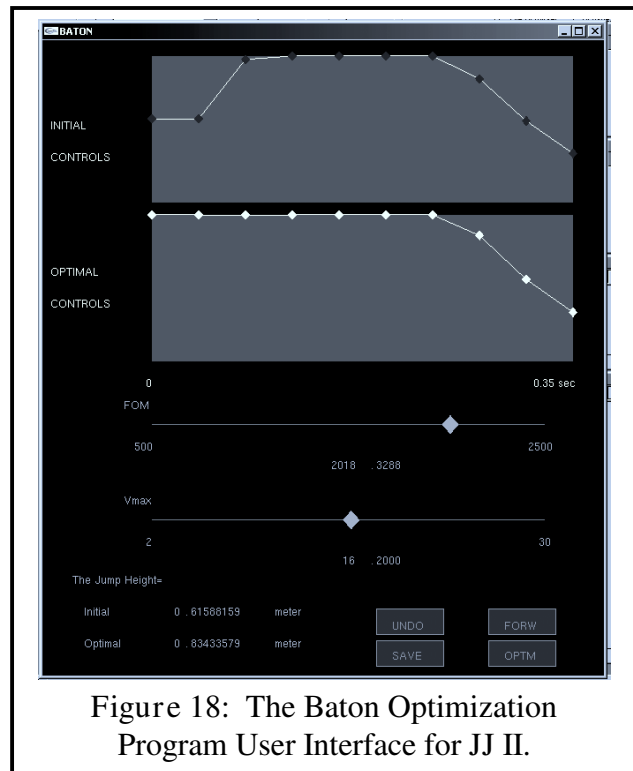 BATON
INITIAL
CONTROLS
OPTIMAL
CONTROLS
0 0.35 sec
FOM
500 2500
2018 .3288
Vmax
2 30
16 .2000
The Jump Height=
Initial 0 . 61588159 meter UNDO FORW
Optimal 0 . 83433579 meter SAVE OPTM
Figure 18: The Baton Optimization
Program User Interface for JJ II.